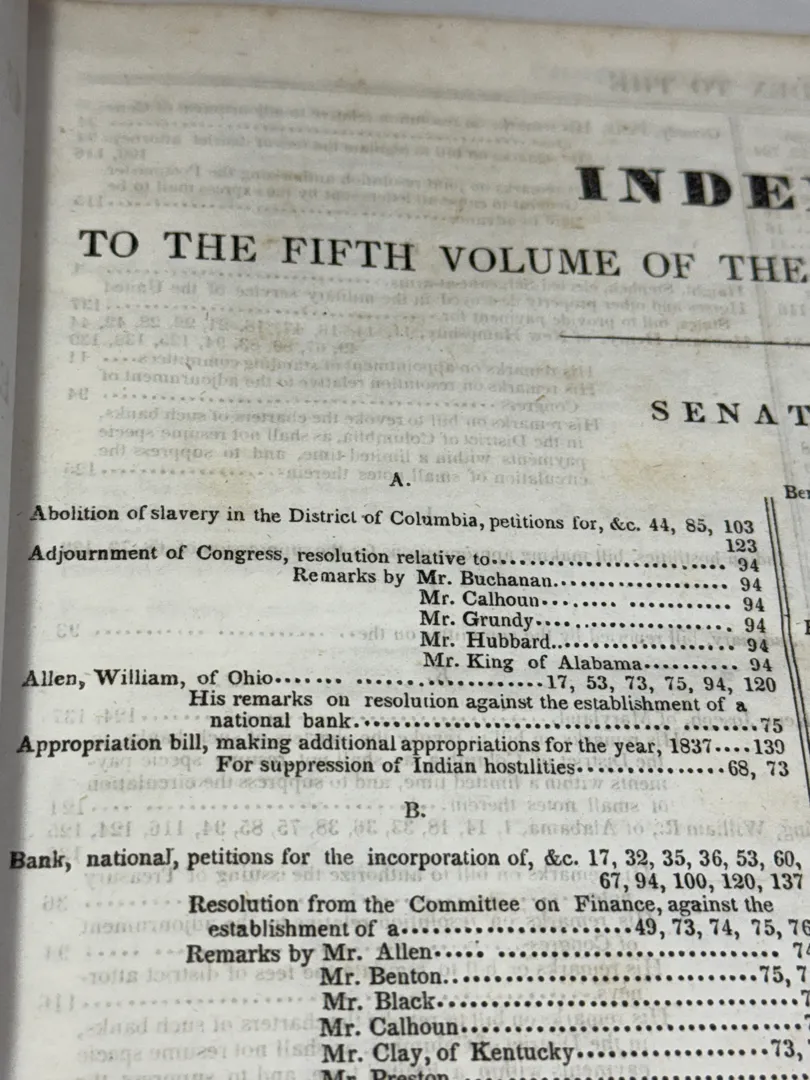 INDE
TO THE FIFTH VOLUME OF THE
SENAT
A.
Abolition of slavery in the District of Columbia, petitions for, &c. 44, 85, 103
123
Adjournment of Congress, resolution relative to.......................... 94
Remarks by Mr. Buchanan................... 94
Mr. Calhoun......... ............ 94
Mr. Grundy...................... 94
Mr. Hubbard.................... 94
Mr. King of Alabama.......... 94
Allen, William, of Ohio....... ..................17, 53, 73, 75, 94, 120
His remarks on resolution against the establishment of a
national bank.................................... ........75
Appropriation bill, making additional appropriations for the year, 1837....139
For suppression of Indian hostilities...............68, 73
B.
Bank, national, petitions for the incorporation of, &c. 17, 32, 35, 36, 53, 60,
67, 94, 100, 120, 137
Resolution from the Committee on Finance, against the
establishment of a.......................49, 73, 74, 75, 76
Remarks by Mr. Allen..... ......................... 74
Mr. Benton................................75, 7
Mr. Black.................................... 7
Mr. Calhoun..................................
Mr. Clay, of Kentucky...................73,
Mr. Preston